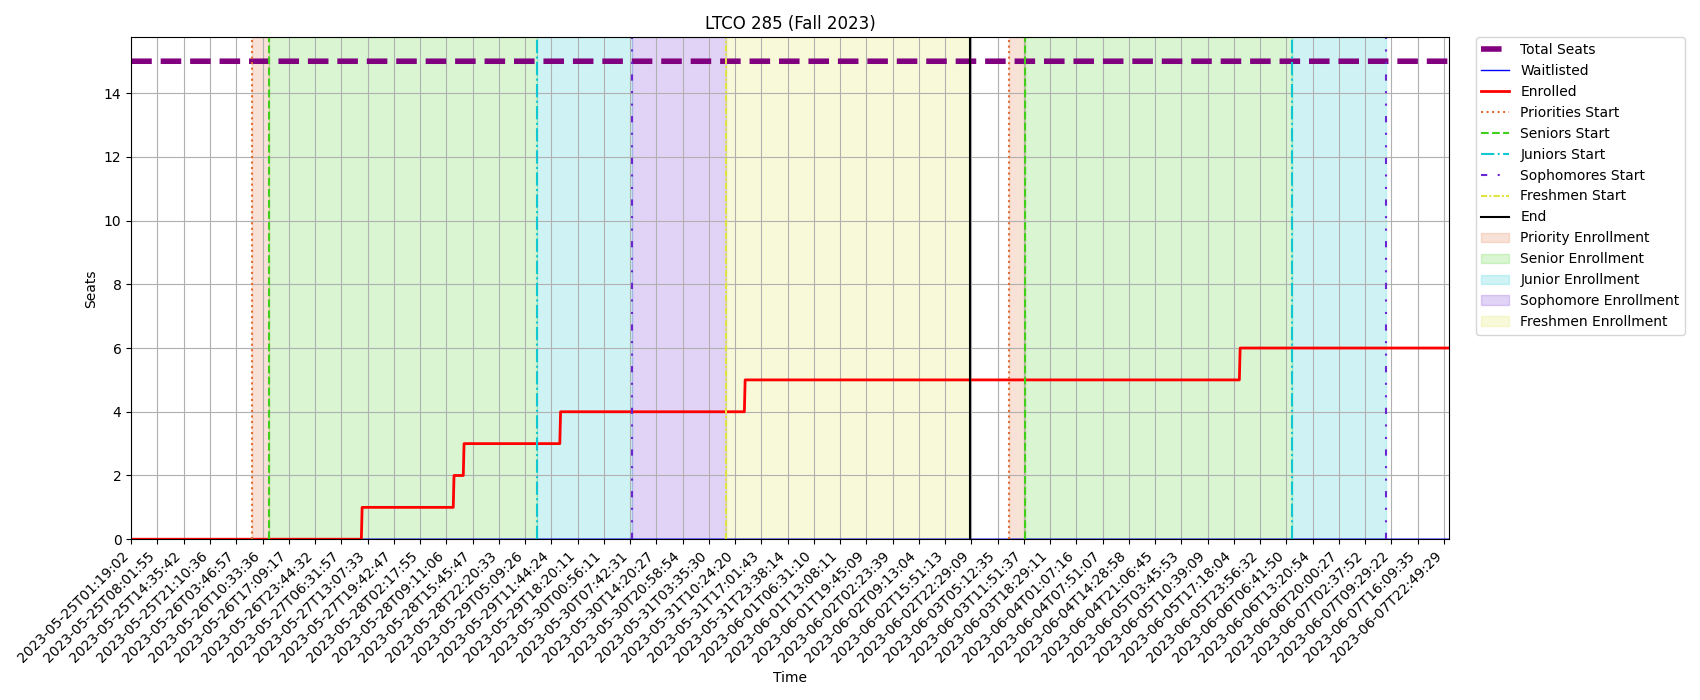 LTCO 285 (Fall 2023)
Seats
14
12
10
8
6
4
2
0
2023-05-25T01:19:02
2023-05-25T08:01:55
2023-05-25T14:35:42
2023-05-25T21:10:36
2023-05-26T03:46:57
2023-05-26T10:33:36
2023-05-26T17:09:17
2023-05-26T23:44:32
2023-05-27T06:31:57
2023-05-27T13:07:33
2023-05-27T19:42:47
2023-05-28T02:17:55
2023-05-28T09:11:06
2023-05-28T15:45:47
2023-05-28T22:20:33
2023-05-29T05:09:26
2023-05-29T11:44:24
2023-05-29T18:20:11
2023-05-30T00:56:11
2023-05-30T07:42:31
2023-05-30T14:20:27
2023-05-30T20:58:54
2023-05-31T03:35:30
2023-05-31T10:24:20
2023-05-31T17:01:43
2023-05-31T23:38:14
2023-06-01T06:31:10
2023-06-01T13:08:11
2023-06-01T19:45:09
2023-06-02T02:23:39
2023-06-02T09:13:04
2023-06-02T15:51:13
2023-06-02T22:29:09
2023-06-03T05:12:35
2023-06-03T11:51:37
2023-06-03T18:29:11
2023-06-04T01:07:16
2023-06-04T07:51:07
2023-06-04T14:28:58
2023-06-04T21:06:45
2023-06-05T03:45:53
2023-06-05T10:39:09
2023-06-05T17:18:04
2023-06-05T23:56:32
2023-06-06T06:41:50
2023-06-06T13:20:54
2023-06-06T20:00:27
2023-06-07T02:37:52
2023-06-07T09:29:22
2023-06-07T16:09:35
2023-06-07T22:49:29
Time
Total Seats
Waitlisted
Enrolled
Priorities Start
Seniors Start
Juniors Start
Sophomores Start
Freshmen Start
End
Priority Enrollment
Senior Enrollment
Junior Enrollment
Sophomore Enrollment
Freshmen Enrollment